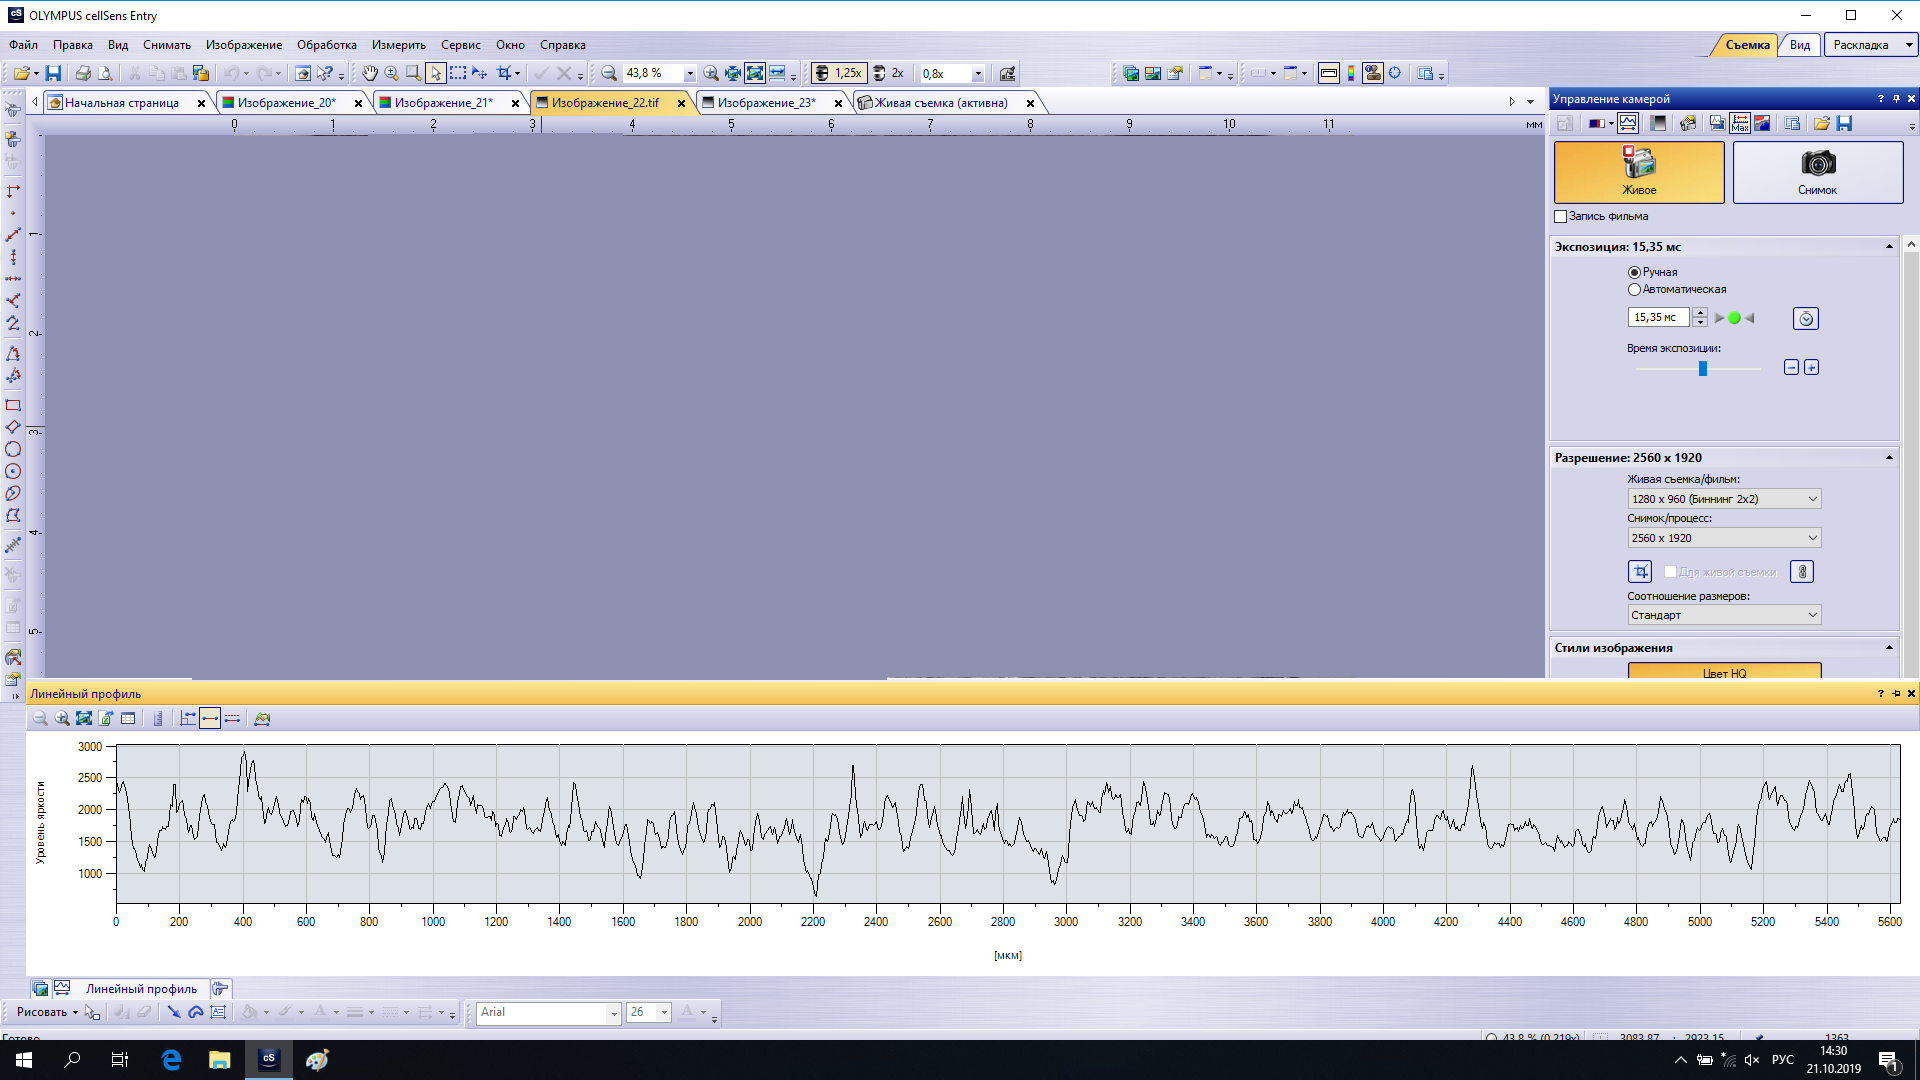 OLYMPUS cellSens Entry
Файл Правка Вид Снимать Изображение Обработка Измерить Сервис Окно Справка
Съемка Вид Раскладка
43,8 % 1,25x 2x 0,8x
Начальная страница Изображение_20* Изображение_21* Изображение_22.tif Изображение_23* Живая съемка (активна)
0 1 2 3 4 5 6 7 8 9 10 11 мм
1
2
3
4
5
Управление камерой
Max
Живое Снимок
Запись фильма
Экспозиция: 15,35 мс
Ручная
Автоматическая
15,35 мс
Время экспозиции:
Разрешение: 2560 x 1920
Живая съемка/фильм:
1280 x 960 (Биннинг 2x2)
Снимок/процесс:
2560 x 1920
Для живой съемки
Соотношение размеров:
Стандарт
Стили изображения
Цвет HQ
Линейный профиль
Уровень яркости
3000
2500
2000
1500
1000
0 200 400 600 800 1000 1200 1400 1600 1800 2000 2200 2400 2600 2800 3000 3200 3400 3600 3800 4000 4200 4400 4600 4800 5000 5200 5400 5600
[мкм]
Линейный профиль
Рисовать Arial 26
Готово 43,8 % (0,219x) 3083,87 : 2923,15 1363
РУС 14:30
21.10.2019
1